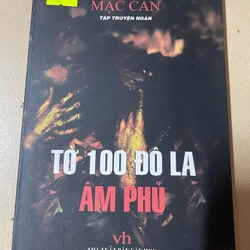 MẠC CAN
TẬP TRUYỆN NGẮN
TỜ 100 ĐÔ LA
ÂM PHỦ
vh